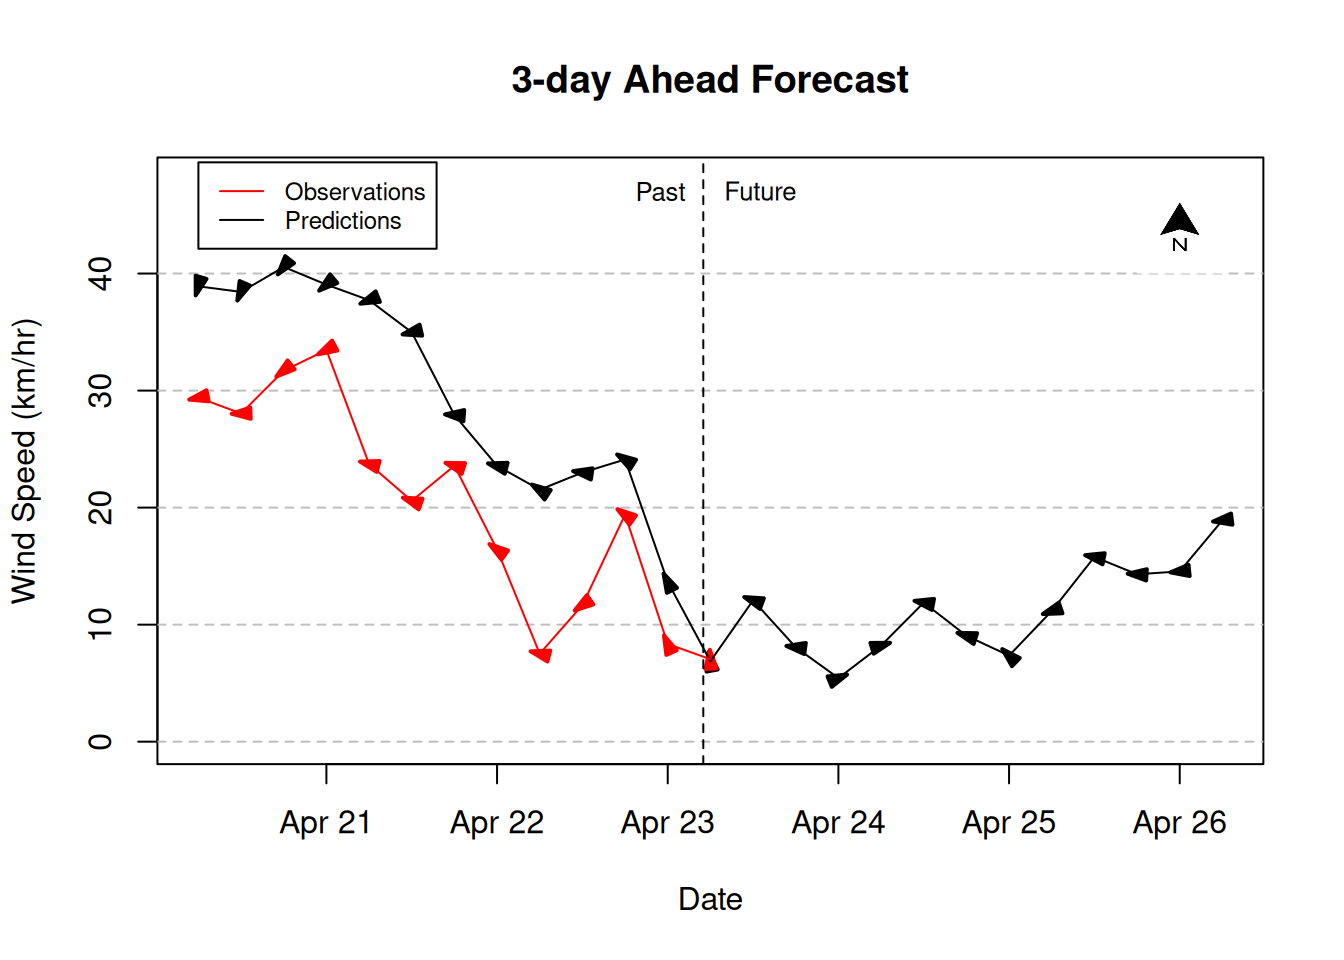 3-day Ahead Forecast
Observations
Predictions
Past
Future
N
Wind Speed (km/hr)
40
30
20
10
0
Apr 21
Apr 22
Apr 23
Apr 24
Apr 25
Apr 26
Date